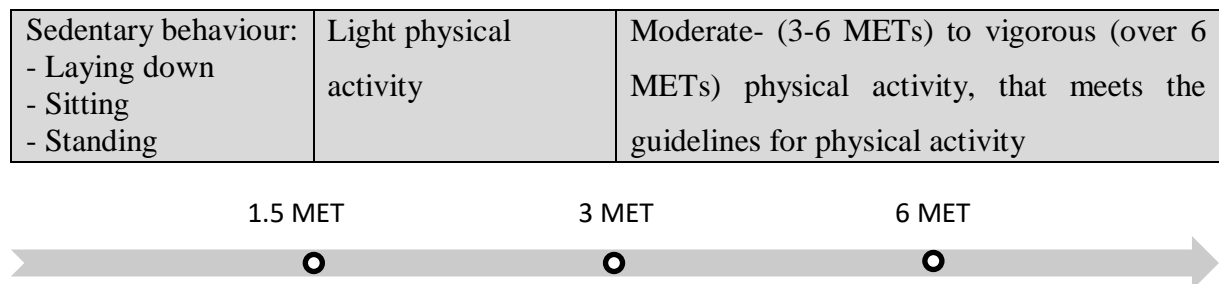 Sedentary behaviour:
- Laying down
- Sitting
- Standing
Light physical
activity
Moderate- (3-6 METs) to vigorous (over 6
METs) physical activity, that meets the
guidelines for physical activity
1.5 MET
3 MET
6 MET